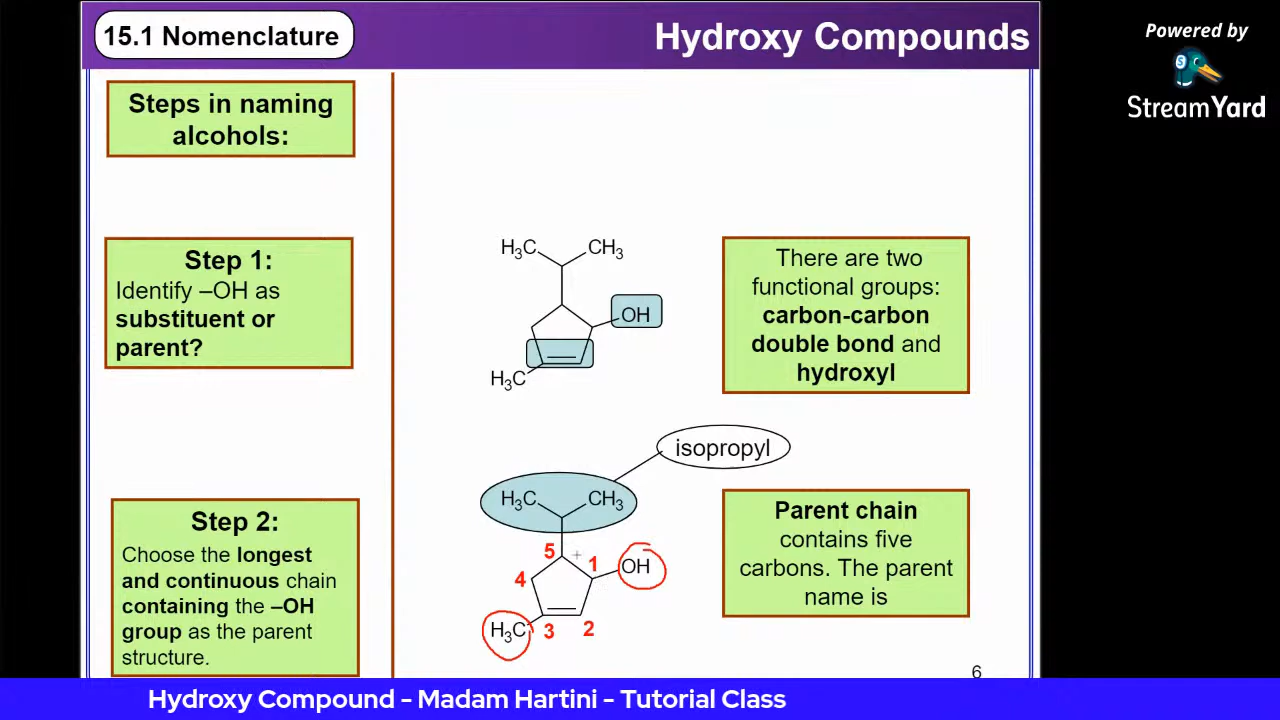 15.1 Nomenclature
Hydroxy Compounds
Powered by
StreamYard
Steps in naming
alcohols:
Step 1:
Identify –OH as
substituent or
parent?
H₃C CH₃
OH
H₃C
There are two
functional groups:
carbon-carbon
double bond and
hydroxyl
Step 2:
Choose the longest
and continuous chain
containing the –OH
group as the parent
structure.
isopropyl
H₃C CH₃
5
1 OH
4
H₃C 3 2
Parent chain
contains five
carbons. The parent
name is
6
Hydroxy Compound - Madam Hartini - Tutorial Class